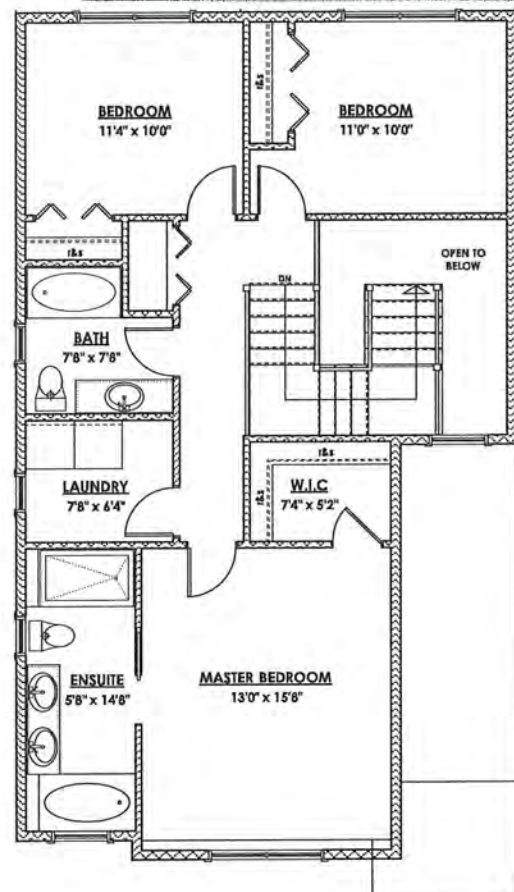 R&S
BEDROOM
11'4" x 10'0"
BEDROOM
11'0" x 10'0"
R&S
OPEN TO
BELOW
DN
BATH
7'8" x 7'8"
LAUNDRY
7'8" x 6'4"
R&S
R&S
W.I.C
7'4" x 5'2"
ENSUITE
5'8" x 14'8"
MASTER BEDROOM
13'0" x 15'8"